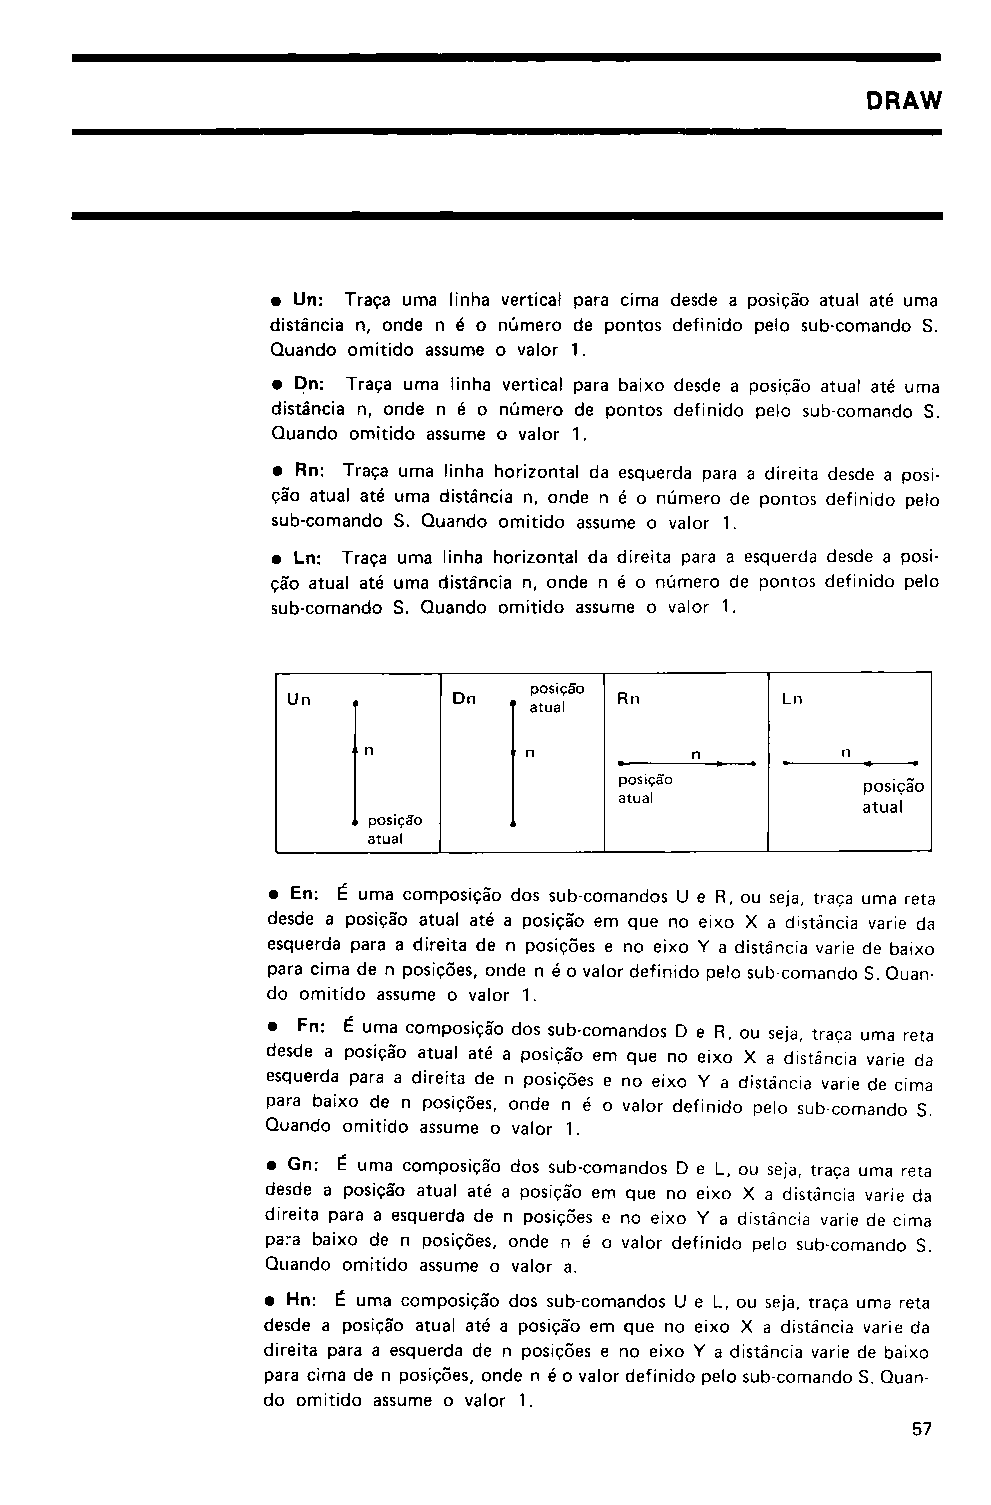 DRAW
• Un: Traça uma linha vertical para cima desde a posição atual até uma
distância n, onde n é o número de pontos definido pelo sub-comando S.
Quando omitido assume o valor 1.
• Dn: Traça uma linha vertical para baixo desde a posição atual até uma
distância n, onde n é o número de pontos definido pelo sub-comando S.
Quando omitido assume o valor 1.
• Rn: Traça uma linha horizontal da esquerda para a direita desde a posi-
ção atual até uma distância n, onde n é o número de pontos definido pelo
sub-comando S. Quando omitido assume o valor 1.
• Ln: Traça uma linha horizontal da direita para a esquerda desde a posi-
ção atual até uma distância n, onde n é o número de pontos definido pelo
sub-comando S. Quando omitido assume o valor 1.
Un
n
posição
atual
Dn
posição
atual
n
Rn
n
posição
atual
Ln
n
posição
atual
• En: É uma composição dos sub-comandos U e R, ou seja, traça uma reta
desde a posição atual até a posição em que no eixo X a distância varie da
esquerda para a direita de n posições e no eixo Y a distância varie de baixo
para cima de n posições, onde n é o valor definido pelo sub-comando S. Quan-
do omitido assume o valor 1.
• Fn: É uma composição dos sub-comandos D e R, ou seja, traça uma reta
desde a posição atual até a posição em que no eixo X a distância varie da
esquerda para a direita de n posições e no eixo Y a distância varie de cima
para baixo de n posições, onde n é o valor definido pelo sub-comando S.
Quando omitido assume o valor 1.
• Gn: É uma composição dos sub-comandos D e L, ou seja, traça uma reta
desde a posição atual até a posição em que no eixo X a distância varie da
direita para a esquerda de n posições e no eixo Y a distância varie de cima
para baixo de n posições, onde n é o valor definido pelo sub-comando S.
Quando omitido assume o valor a.
• Hn: É uma composição dos sub-comandos U e L, ou seja, traça uma reta
desde a posição atual até a posição em que no eixo X a distância varie da
direita para a esquerda de n posições e no eixo Y a distância varie de baixo
para cima de n posições, onde n é o valor definido pelo sub-comando S. Quan-
do omitido assume o valor 1.
57